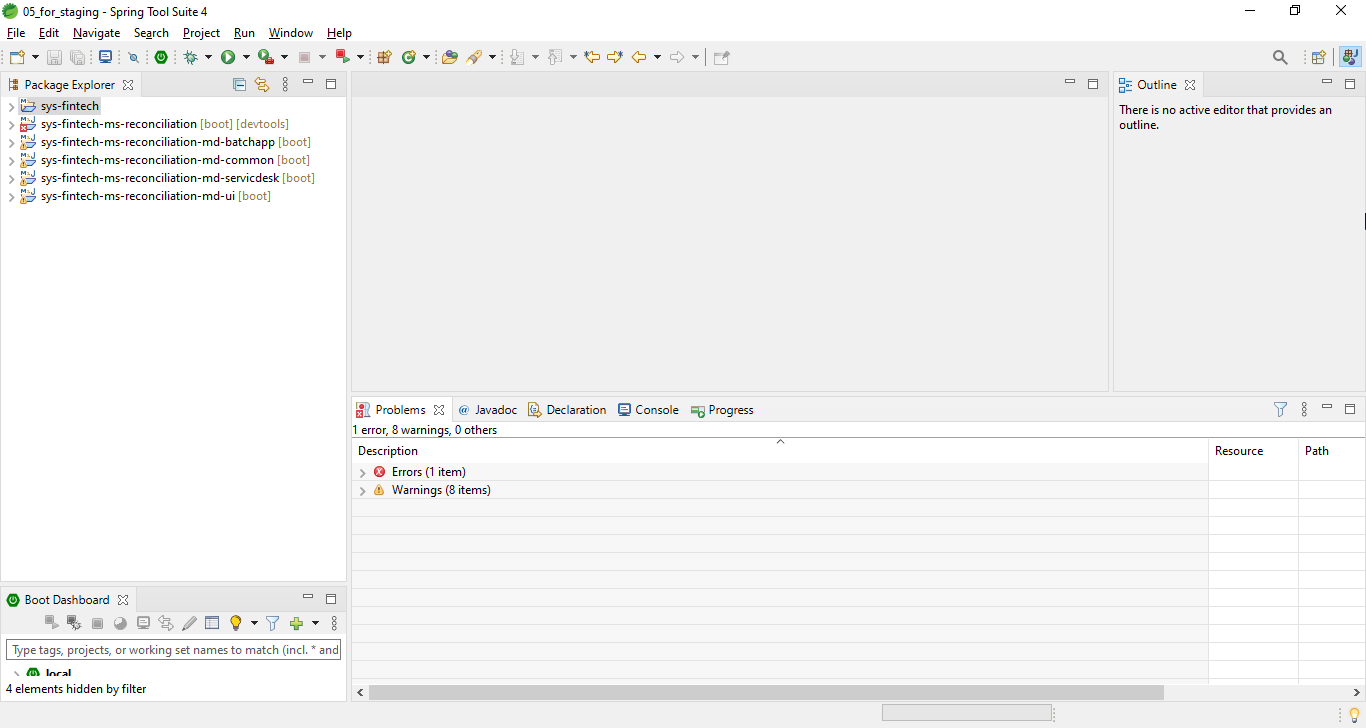 05_for_staging - Spring Tool Suite 4
File Edit Navigate Search Project Run Window Help
Package Explorer
sys-fintech
sys-fintech-ms-reconciliation [boot] [devtools]
sys-fintech-ms-reconciliation-md-batchapp [boot]
sys-fintech-ms-reconciliation-md-common [boot]
sys-fintech-ms-reconciliation-md-servicdesk [boot]
sys-fintech-ms-reconciliation-md-ui [boot]
Outline
There is no active editor that provides an
outline.
Problems @ Javadoc Declaration Console Progress
1 error, 8 warnings, 0 others
Description Resource Path
Errors (1 item)
Warnings (8 items)
Boot Dashboard
Type tags, projects, or working set names to match (incl. * and
local
4 elements hidden by filter